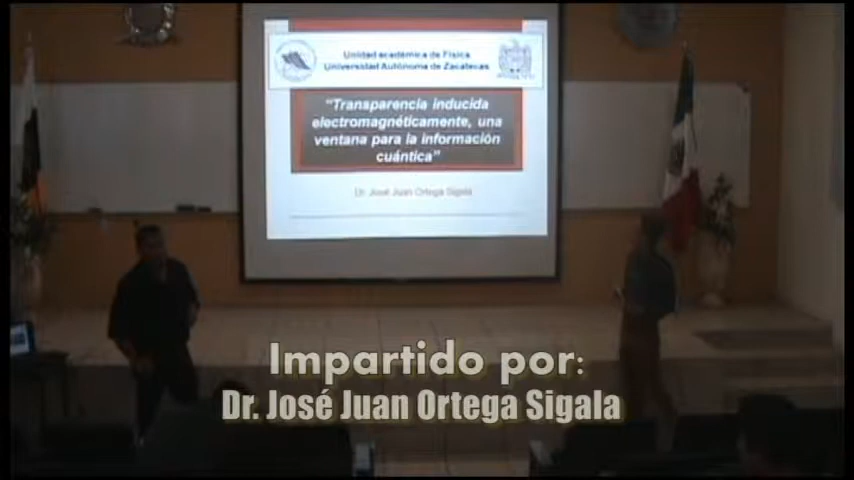 Unidad académica de Física
Universidad Autónoma de Zacatecas
"Transparencia inducida
electromagnéticamente, una
ventana para la información
cuántica"
Dr. José Juan Ortega Sigala
Impartido por:
Dr. José Juan Ortega Sigala